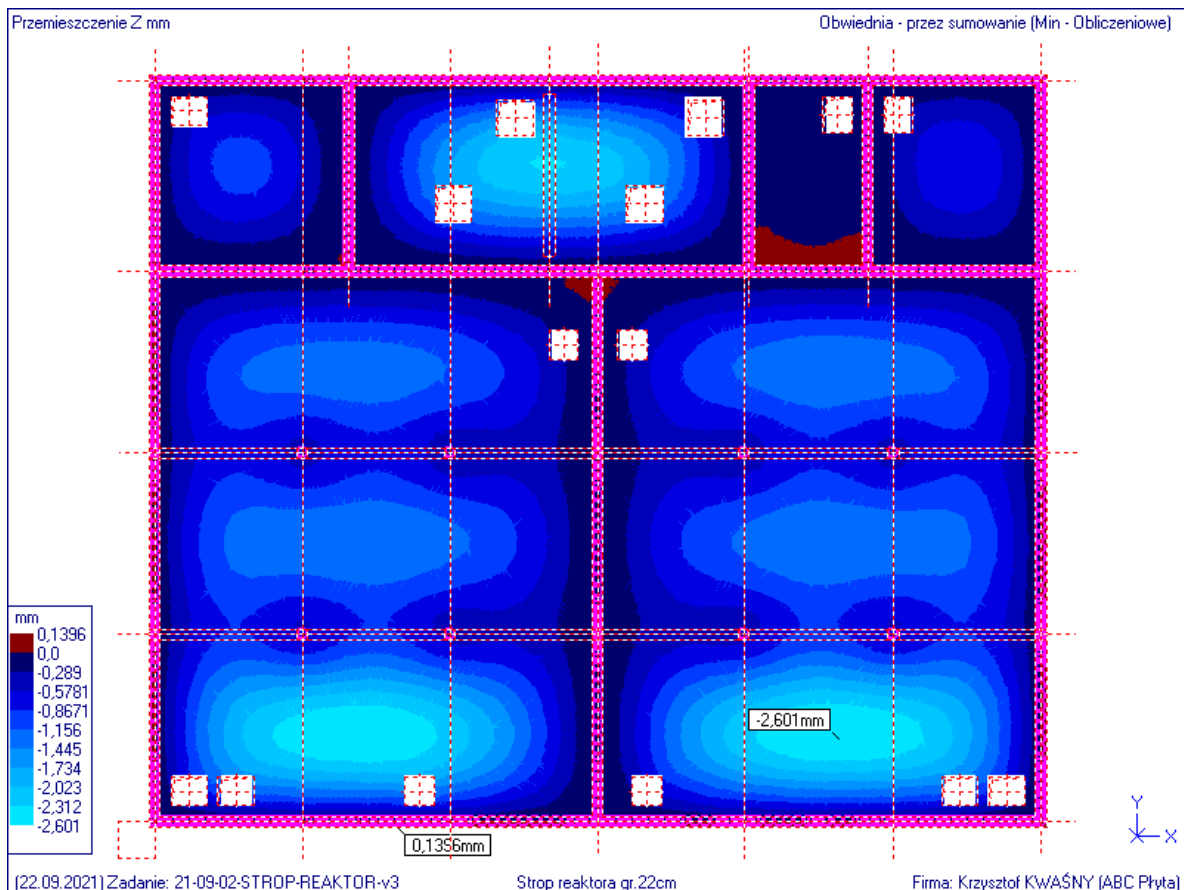 Przemieszczenie Z mm
Obwiednia - przez sumowanie (Min - Obliczeniowe)
mm
0,1396
0,0
-0,289
-0,5781
-0,8671
-1,156
-1,445
-1,734
-2,023
-2,312
-2,601
-2,601mm
0,1396mm
Y
X
(22.09.2021) Zadanie: 21-09-02-STROP-REAKTOR-v3
Strop reaktora gr.22cm
Firma: Krzysztof KWAŚNY (ABC Płyta)